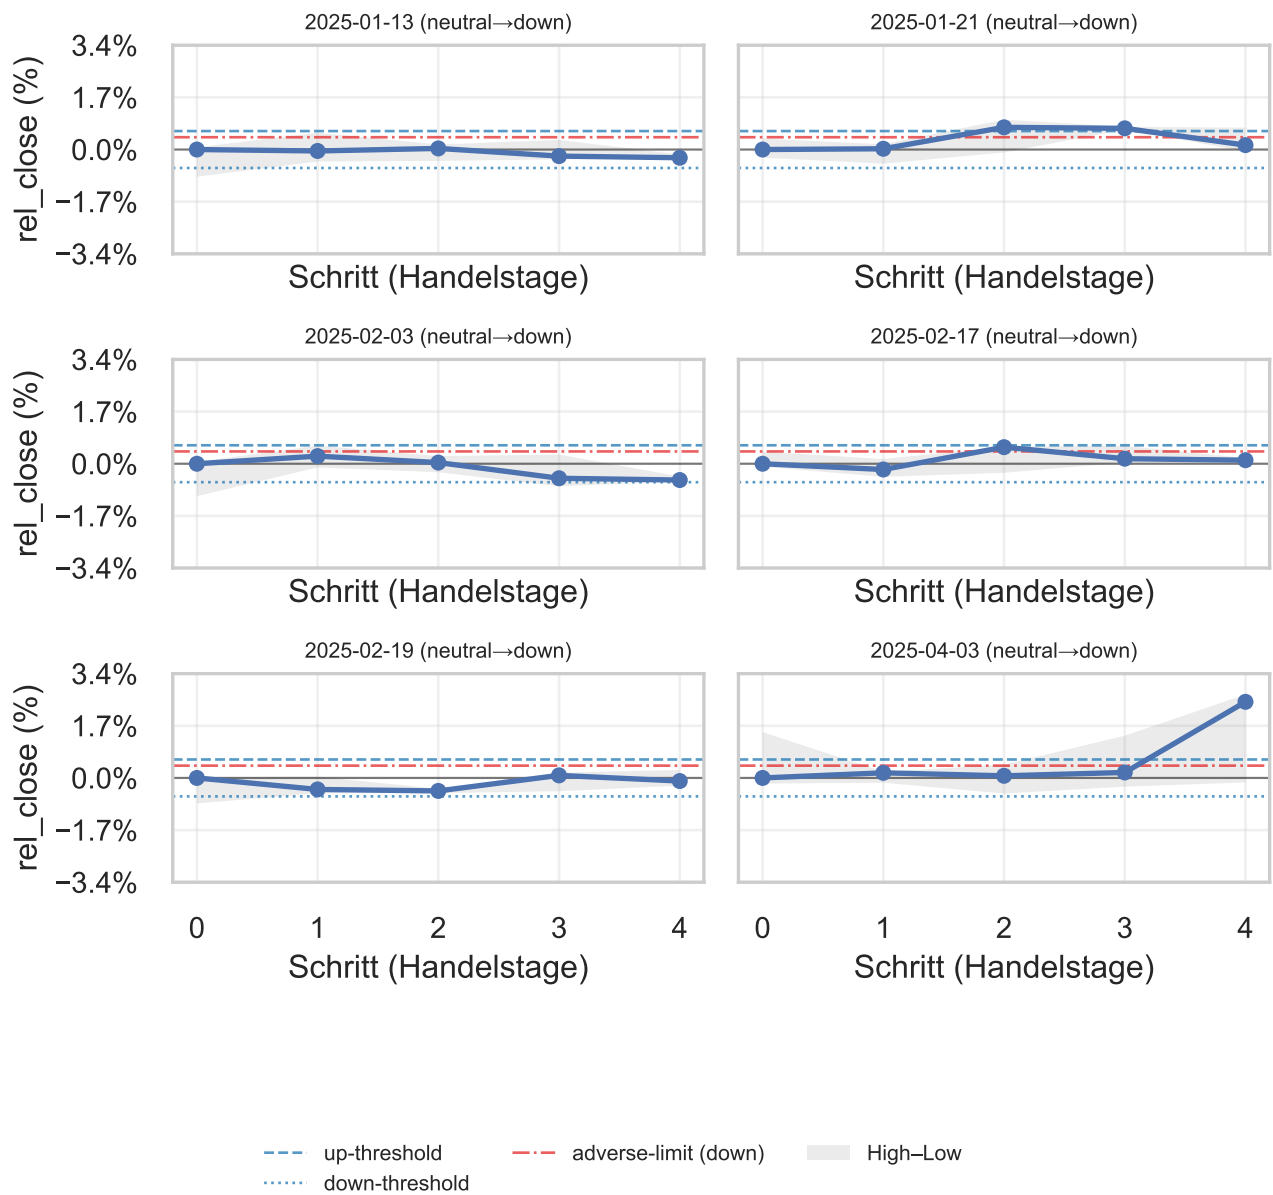 2025-01-13 (neutral→down)
2025-01-21 (neutral→down)
rel_close (%)
3.4%
1.7%
0.0%
−1.7%
−3.4%
Schritt (Handelstage)
Schritt (Handelstage)
2025-02-03 (neutral→down)
2025-02-17 (neutral→down)
rel_close (%)
3.4%
1.7%
0.0%
−1.7%
−3.4%
Schritt (Handelstage)
Schritt (Handelstage)
2025-02-19 (neutral→down)
2025-04-03 (neutral→down)
rel_close (%)
3.4%
1.7%
0.0%
−1.7%
−3.4%
0 1 2 3 4
0 1 2 3 4
Schritt (Handelstage)
Schritt (Handelstage)
up-threshold
down-threshold
adverse-limit (down)
High–Low